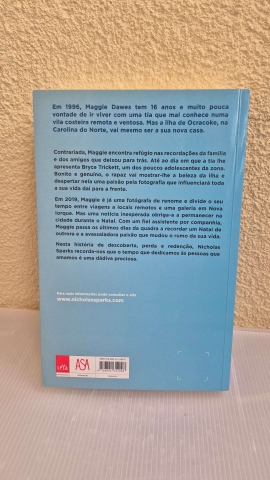 Em 1996, Maggie Dawes tem 16 anos e muito pouca
vontade de ir viver com uma tia que mal conhece numa
vila costeira remota e ventosa. Mas a ilha de Ocracoke, na
Carolina do Norte, vai mesmo ser a sua nova casa.
Contrariada, Maggie encontra refúgio nas recordações da família
e dos amigos que deixou para trás. Até ao dia em que a tia lhe
apresenta Bryce Trickett, um dos poucos adolescentes da zona.
Bonito e genuíno, o rapaz vai mostrar-lhe a beleza da ilha e
despertar nela uma paixão pela fotografia que influenciará toda
a sua vida daí para a frente.
Em 2019, Maggie é já uma fotógrafa de renome e divide o seu
tempo entre viagens a locais remotos e uma galeria em Nova
Iorque. Mas uma notícia inesperada obriga-a a permanecer na
cidade durante o Natal. Com um fiel assistente por companhia,
Maggie passa os últimos dias da quadra a recordar um Natal de
outrora e a avassaladora paixão que mudou o rumo da sua vida.
Nesta história de descoberta, perda e redenção, Nicholas
Sparks recorda-nos que o tempo que dedicamos às pessoas que
amamos é uma dádiva preciosa.
www.nicholassparks.com
ASA